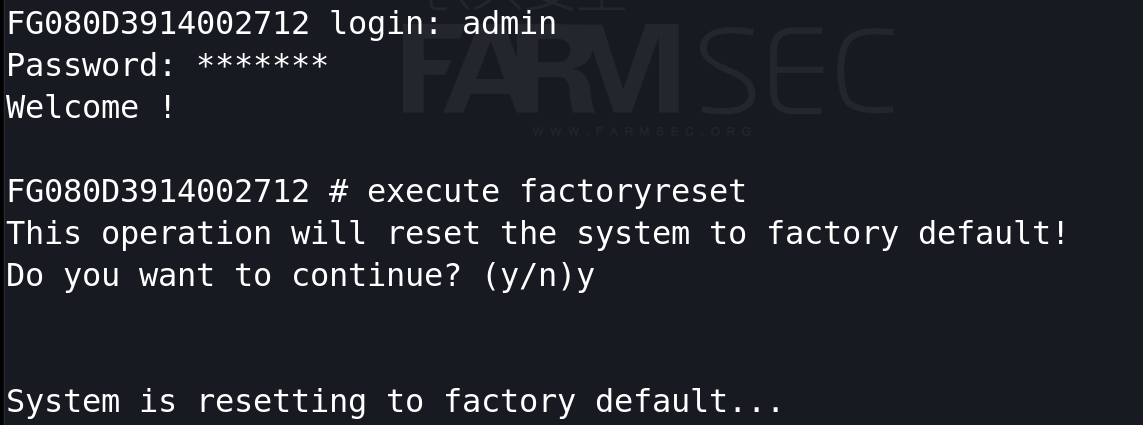 FG080D3914002712 login: admin
Password: *******
Welcome !
FARMSEC
WWW.FARMSEC.ORG
FG080D3914002712 # execute factoryreset
This operation will reset the system to factory default!
Do you want to continue? (y/n)y
System is resetting to factory default...